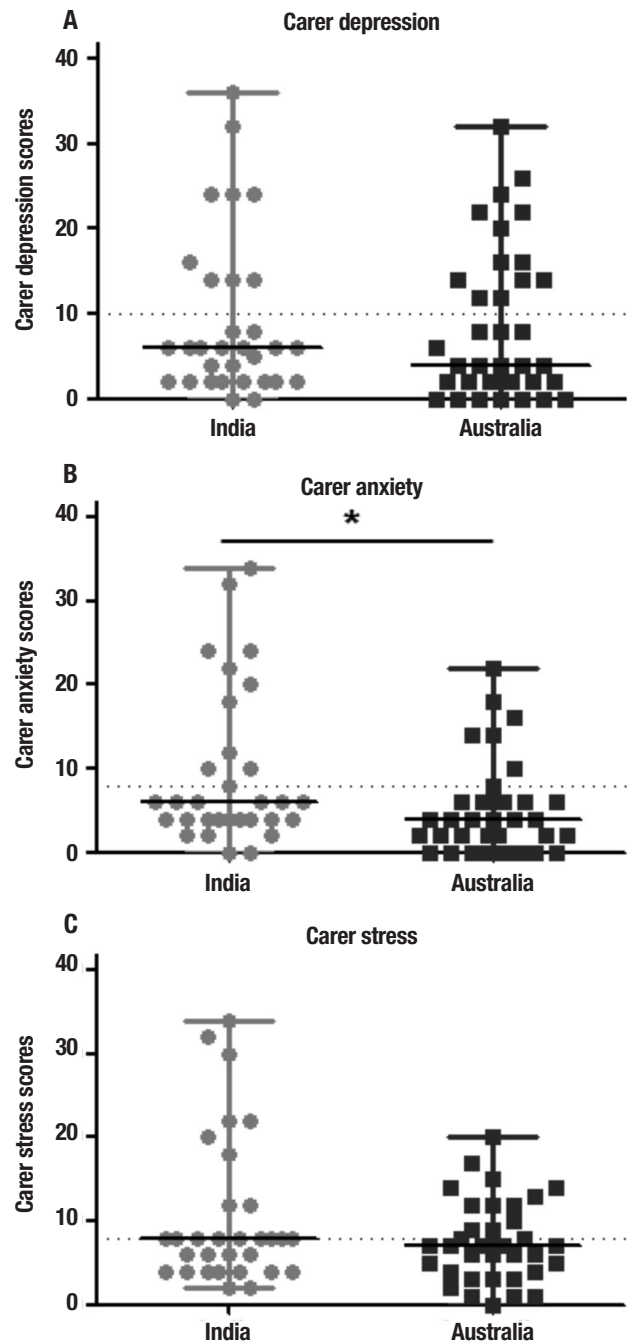 A
Carer depression
40
30
20
10
0
Carer depression scores
India
Australia
B
Carer anxiety
40
*
30
20
10
0
Carer anxiety scores
India
Australia
C
Carer stress
40
30
20
10
0
Carer stress scores
India
Australia